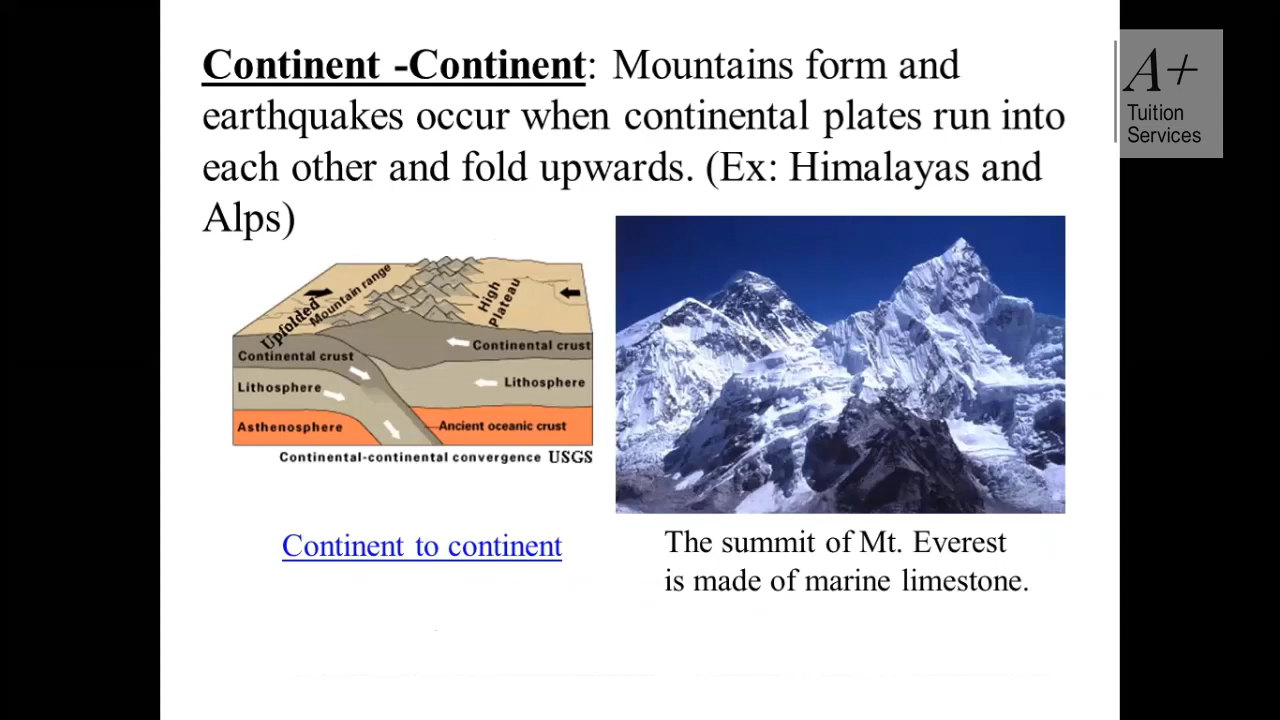 Continent -Continent: Mountains form and
earthquakes occur when continental plates run into
each other and fold upwards. (Ex: Himalayas and
Alps)
A+
Tuition
Services
Upfolded
Mountain range
High
Plateau
Continental crust
Continental crust
Lithosphere
Lithosphere
Asthenosphere
Ancient oceanic crust
Continental-continental convergence USGS
Continent to continent
The summit of Mt. Everest
is made of marine limestone.